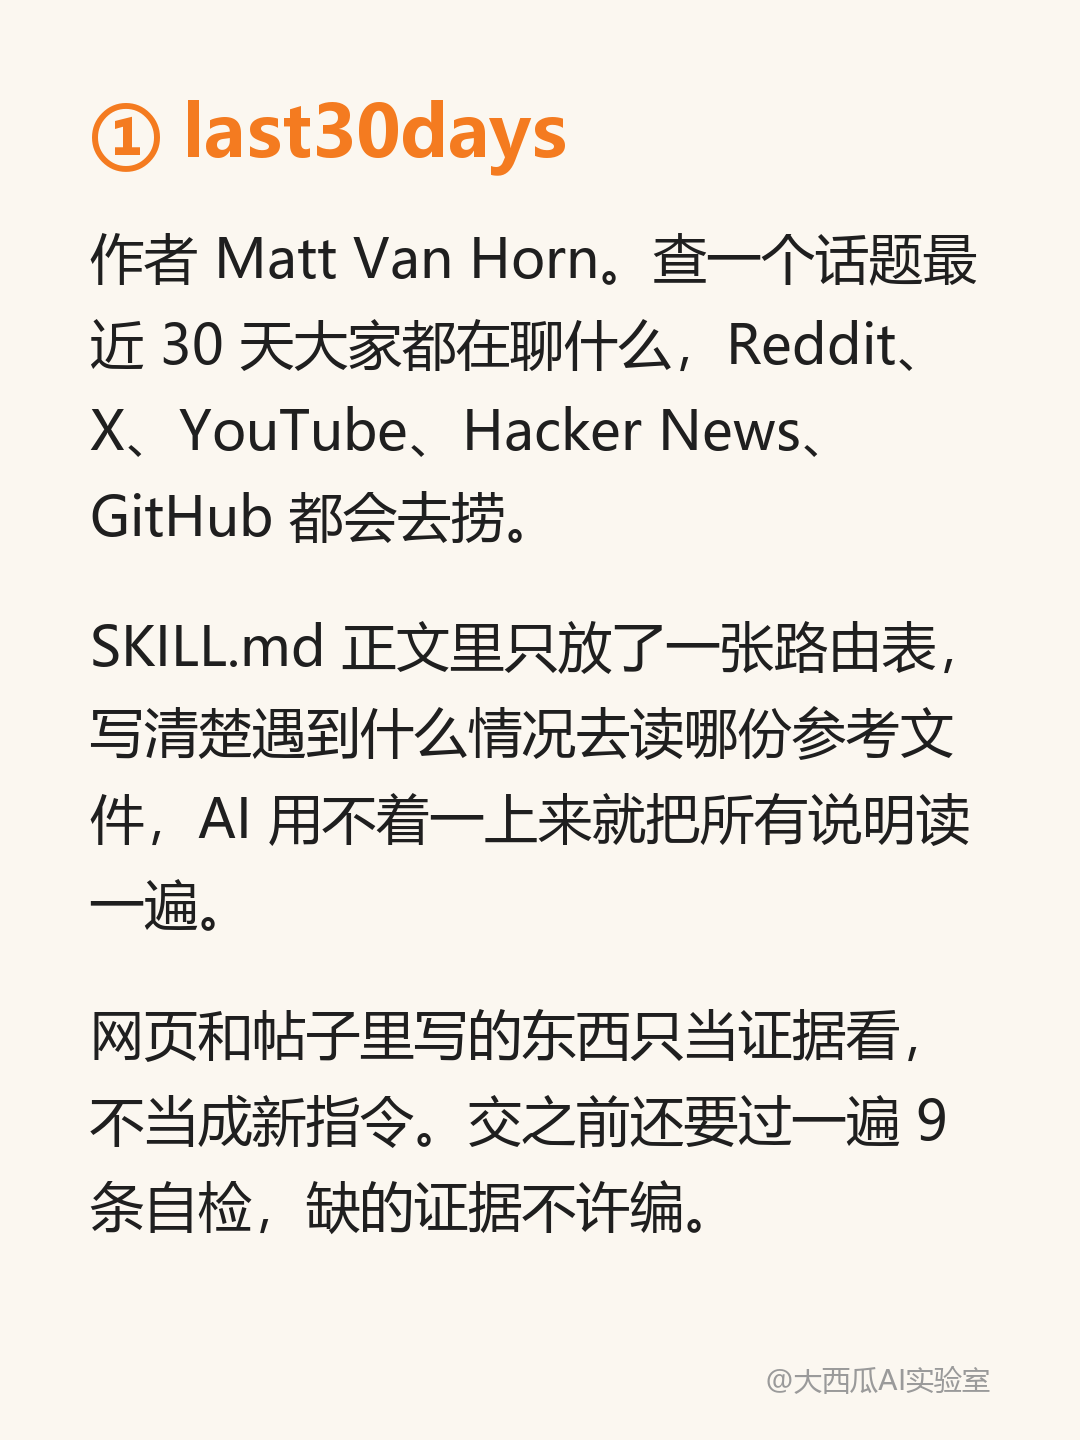 ① last30days
作者 Matt Van Horn。查一个话题最
近 30 天大家都在聊什么，Reddit、
X、YouTube、Hacker News、
GitHub 都会去捞。
SKILL.md 正文里只放了一张路由表，
写清楚遇到什么情况去读哪份参考文
件，AI 用不着一上来就把所有说明读
一遍。
网页和帖子里写的东西只当证据看，
不当成新指令。交之前还要过一遍 9
条自检，缺的证据不许编。
@大西瓜AI实验室